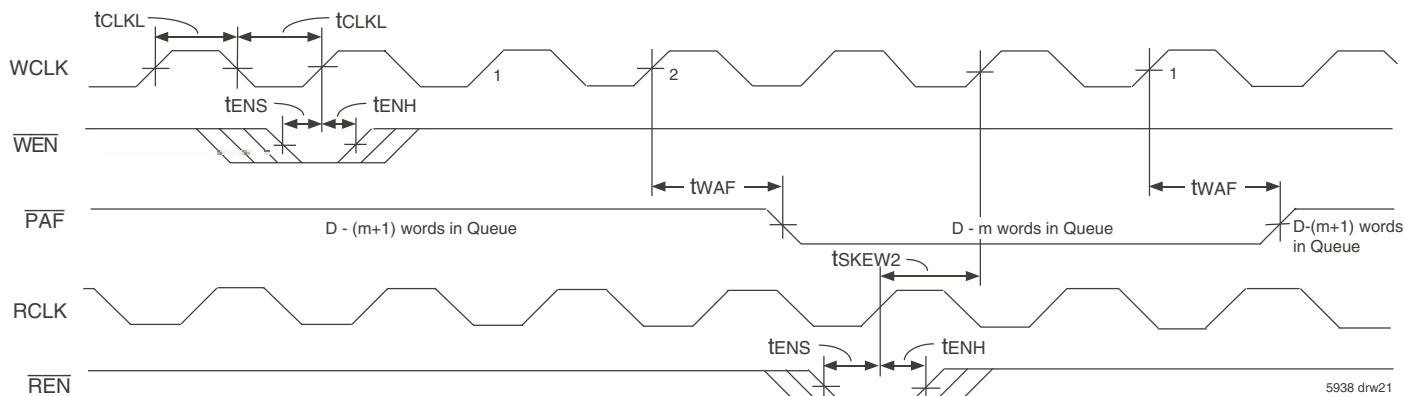 tCLKL tCLKL
WCLK
1 2 1
tENS tENH
WEN
tWAF tWAF
PAF
D - (m+1) words in Queue
D - m words in Queue
D-(m+1) words
in Queue
tSKEW2
RCLK
tENS tENH
REN
5938 drw21